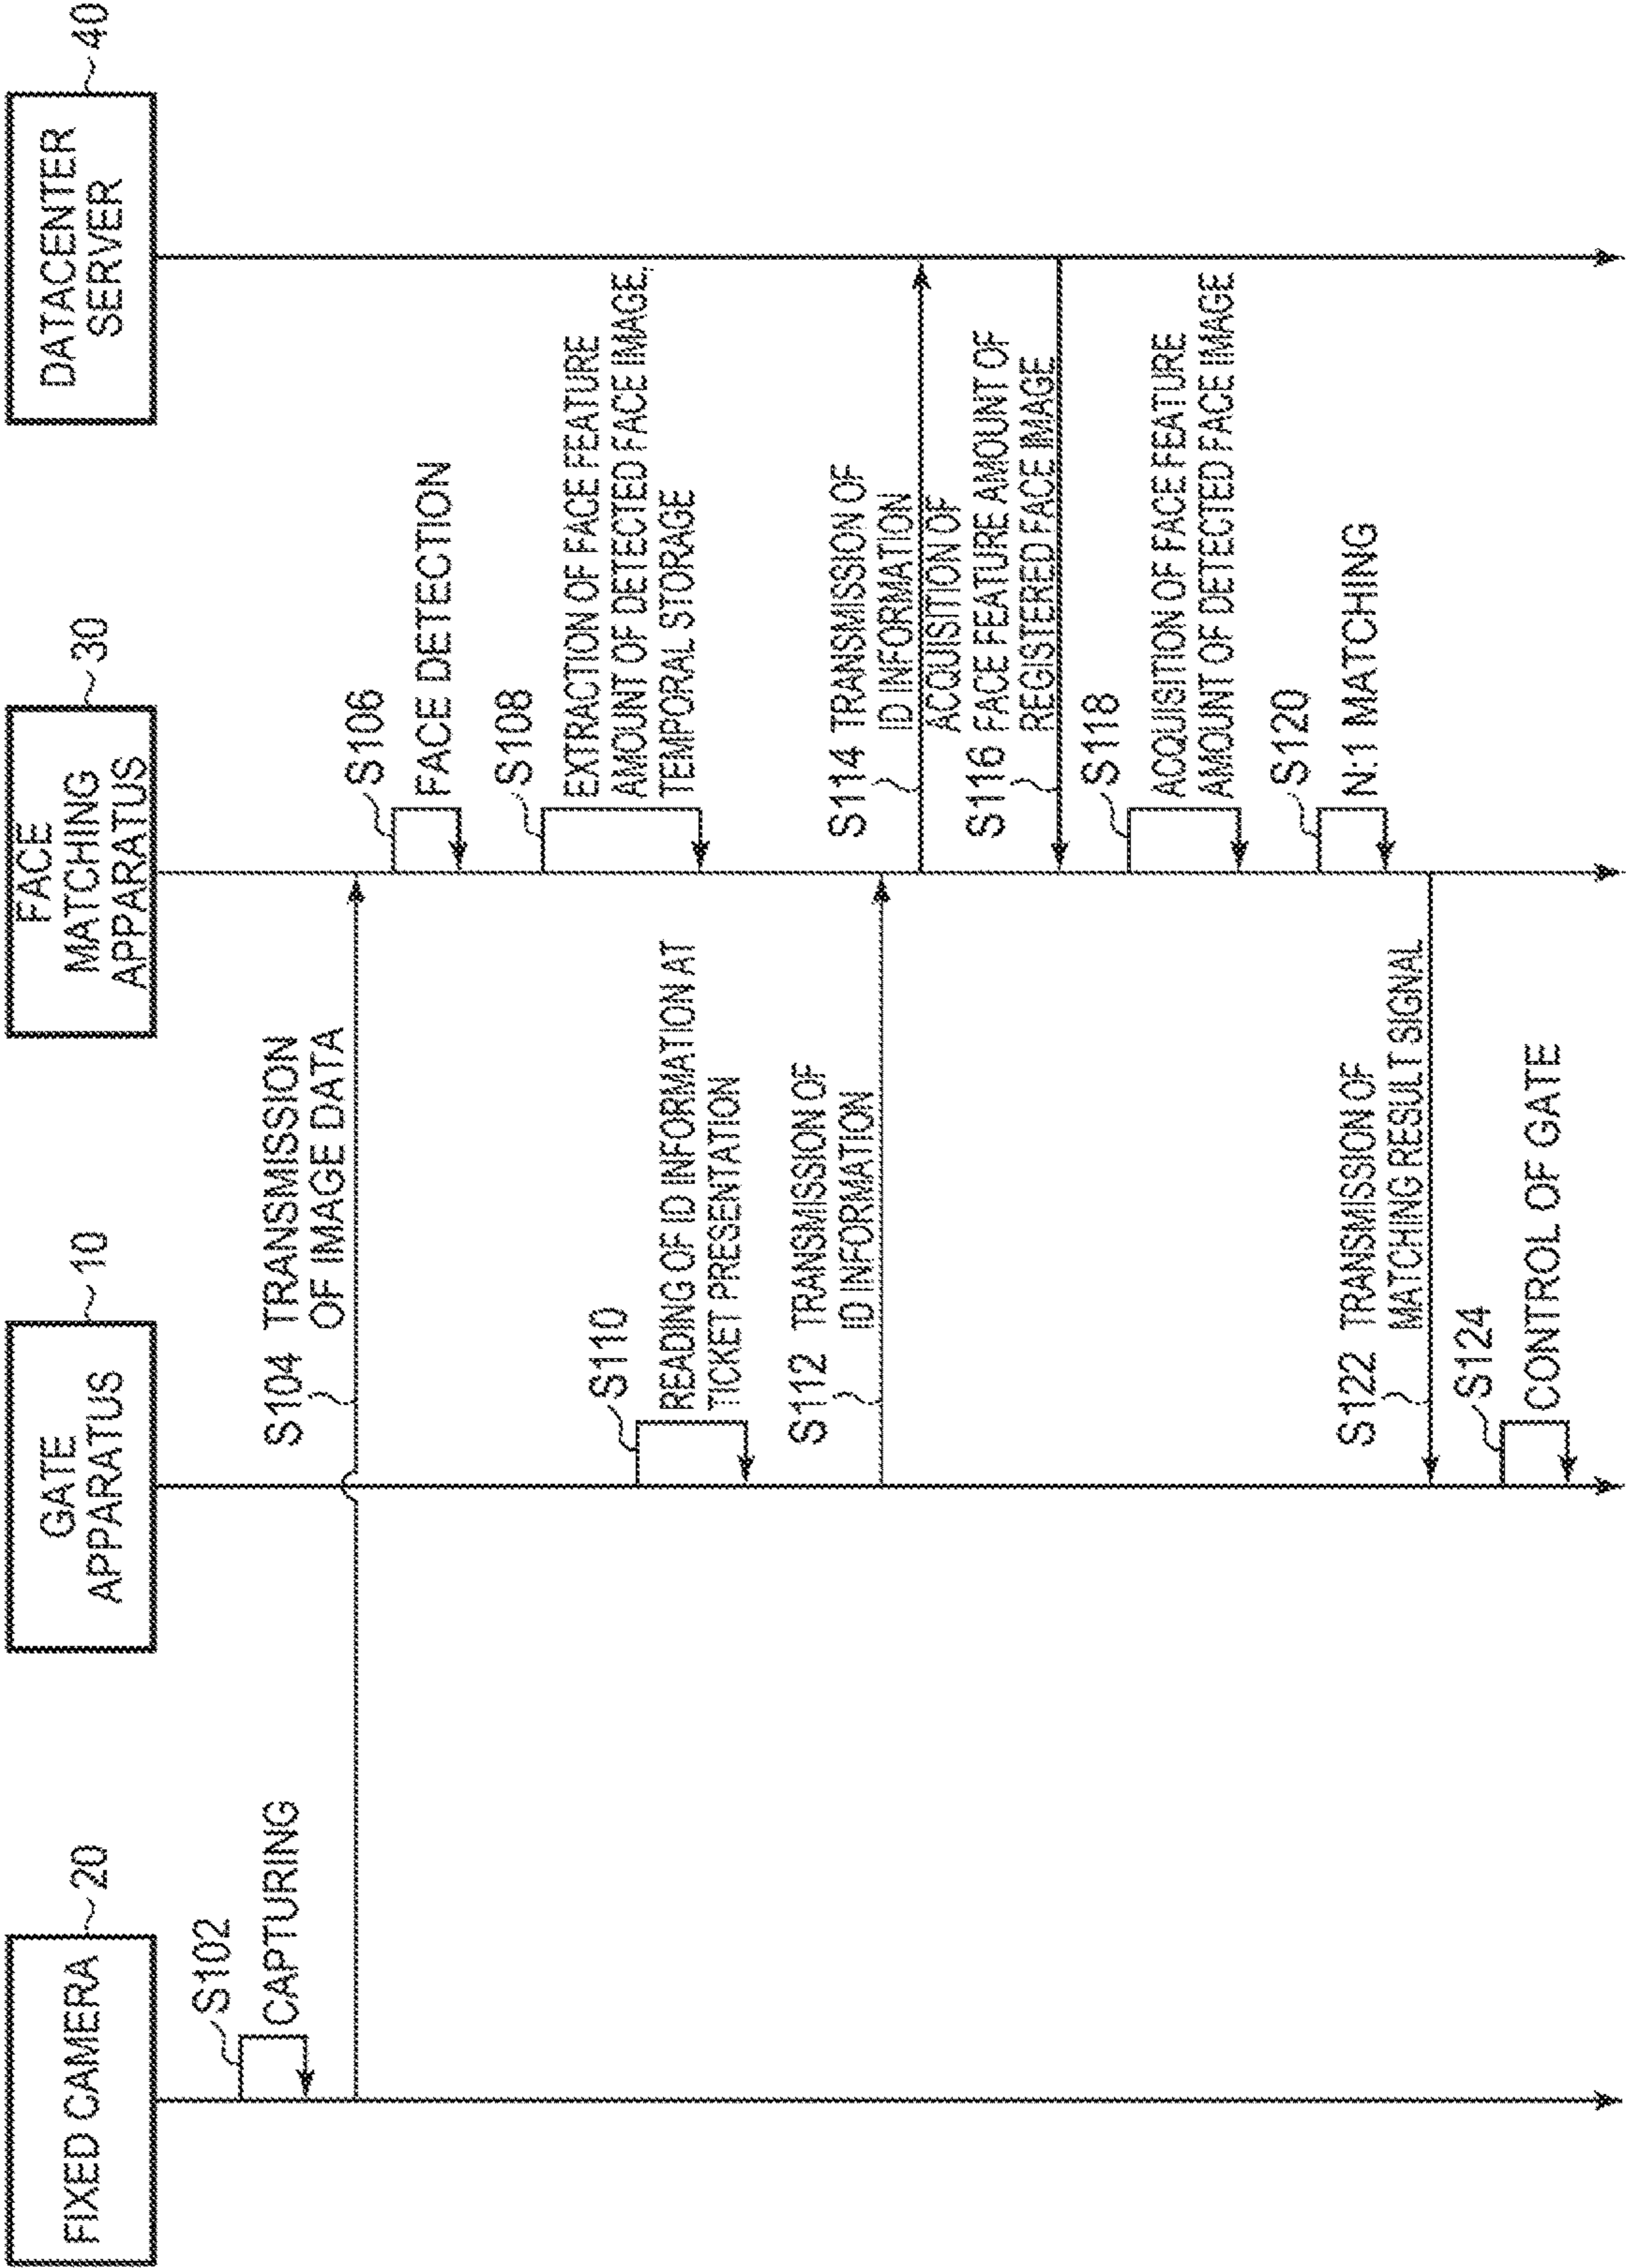 FIXED CAMERA
20
GATE
APPARATUS
10
FACE
MATCHING
APPARATUS
30
DATACENTER
SERVER
40
S102
CAPTURING
S104 TRANSMISSION
OF IMAGE DATA
S106
FACE DETECTION
S108
EXTRACTION OF FACE FEATURE
AMOUNT OF DETECTED FACE IMAGE,
TEMPORAL STORAGE
S110
READING OF ID INFORMATION AT
TICKET PRESENTATION
S112 TRANSMISSION OF
ID INFORMATION
S114 TRANSMISSION OF
ID INFORMATION
ACQUISITION OF
S116 FACE FEATURE AMOUNT OF
REGISTERED FACE IMAGE
S118
ACQUISITION OF FACE FEATURE
AMOUNT OF DETECTED FACE IMAGE
S120
N:1 MATCHING
S122 TRANSMISSION OF
MATCHING RESULT SIGNAL
S124
CONTROL OF GATE